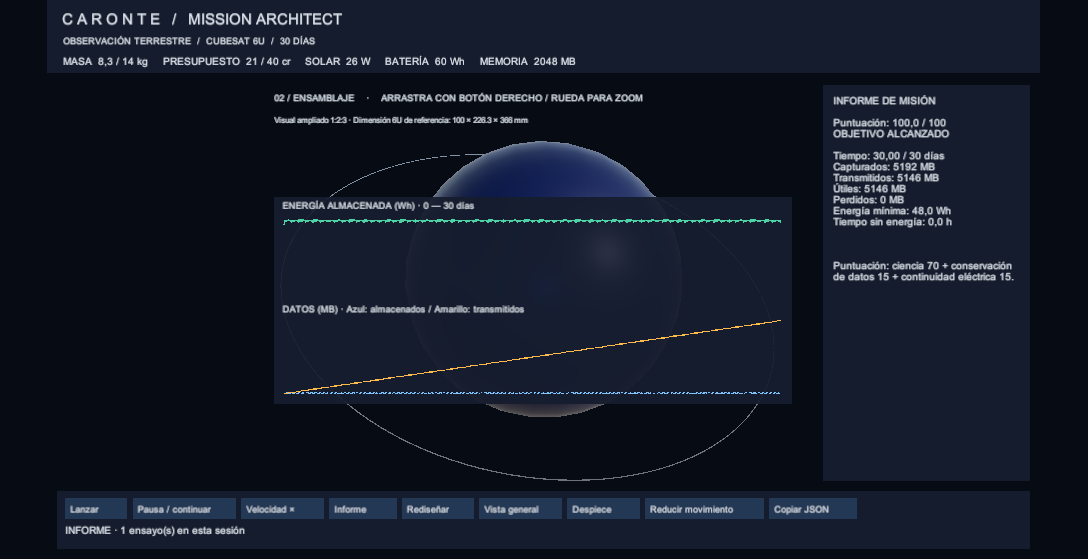 CARONTE / MISSION ARCHITECT
OBSERVACIÓN TERRESTRE / CUBESAT 6U / 30 DÍAS
MASA 8,3 / 14 kg PRESUPUESTO 21 / 40 cr SOLAR 26 W BATERÍA 60 Wh MEMORIA 2048 MB
02 / ENSAMBLAJE · ARRASTRA CON BOTÓN DERECHO / RUEDA PARA ZOOM
Visual ampliado 1:2:3 · Dimensión 6U de referencia: 100 × 226.3 × 366 mm
ENERGÍA ALMACENADA (Wh) · 0 — 30 días
DATOS (MB) · Azul: almacenados / Amarillo: transmitidos
INFORME DE MISIÓN
Puntuación: 100,0 / 100
OBJETIVO ALCANZADO
Tiempo: 30,00 / 30 días
Capturados: 5192 MB
Transmitidos: 5146 MB
Útiles: 5146 MB
Perdidos: 0 MB
Energía mínima: 48,0 Wh
Tiempo sin energía: 0,0 h
Puntuación: ciencia 70 + conservación
de datos 15 + continuidad eléctrica 15.
Lanzar Pausa / continuar Velocidad × Informe Rediseñar Vista general Despiece Reducir movimiento Copiar JSON
INFORME · 1 ensayo(s) en esta sesión